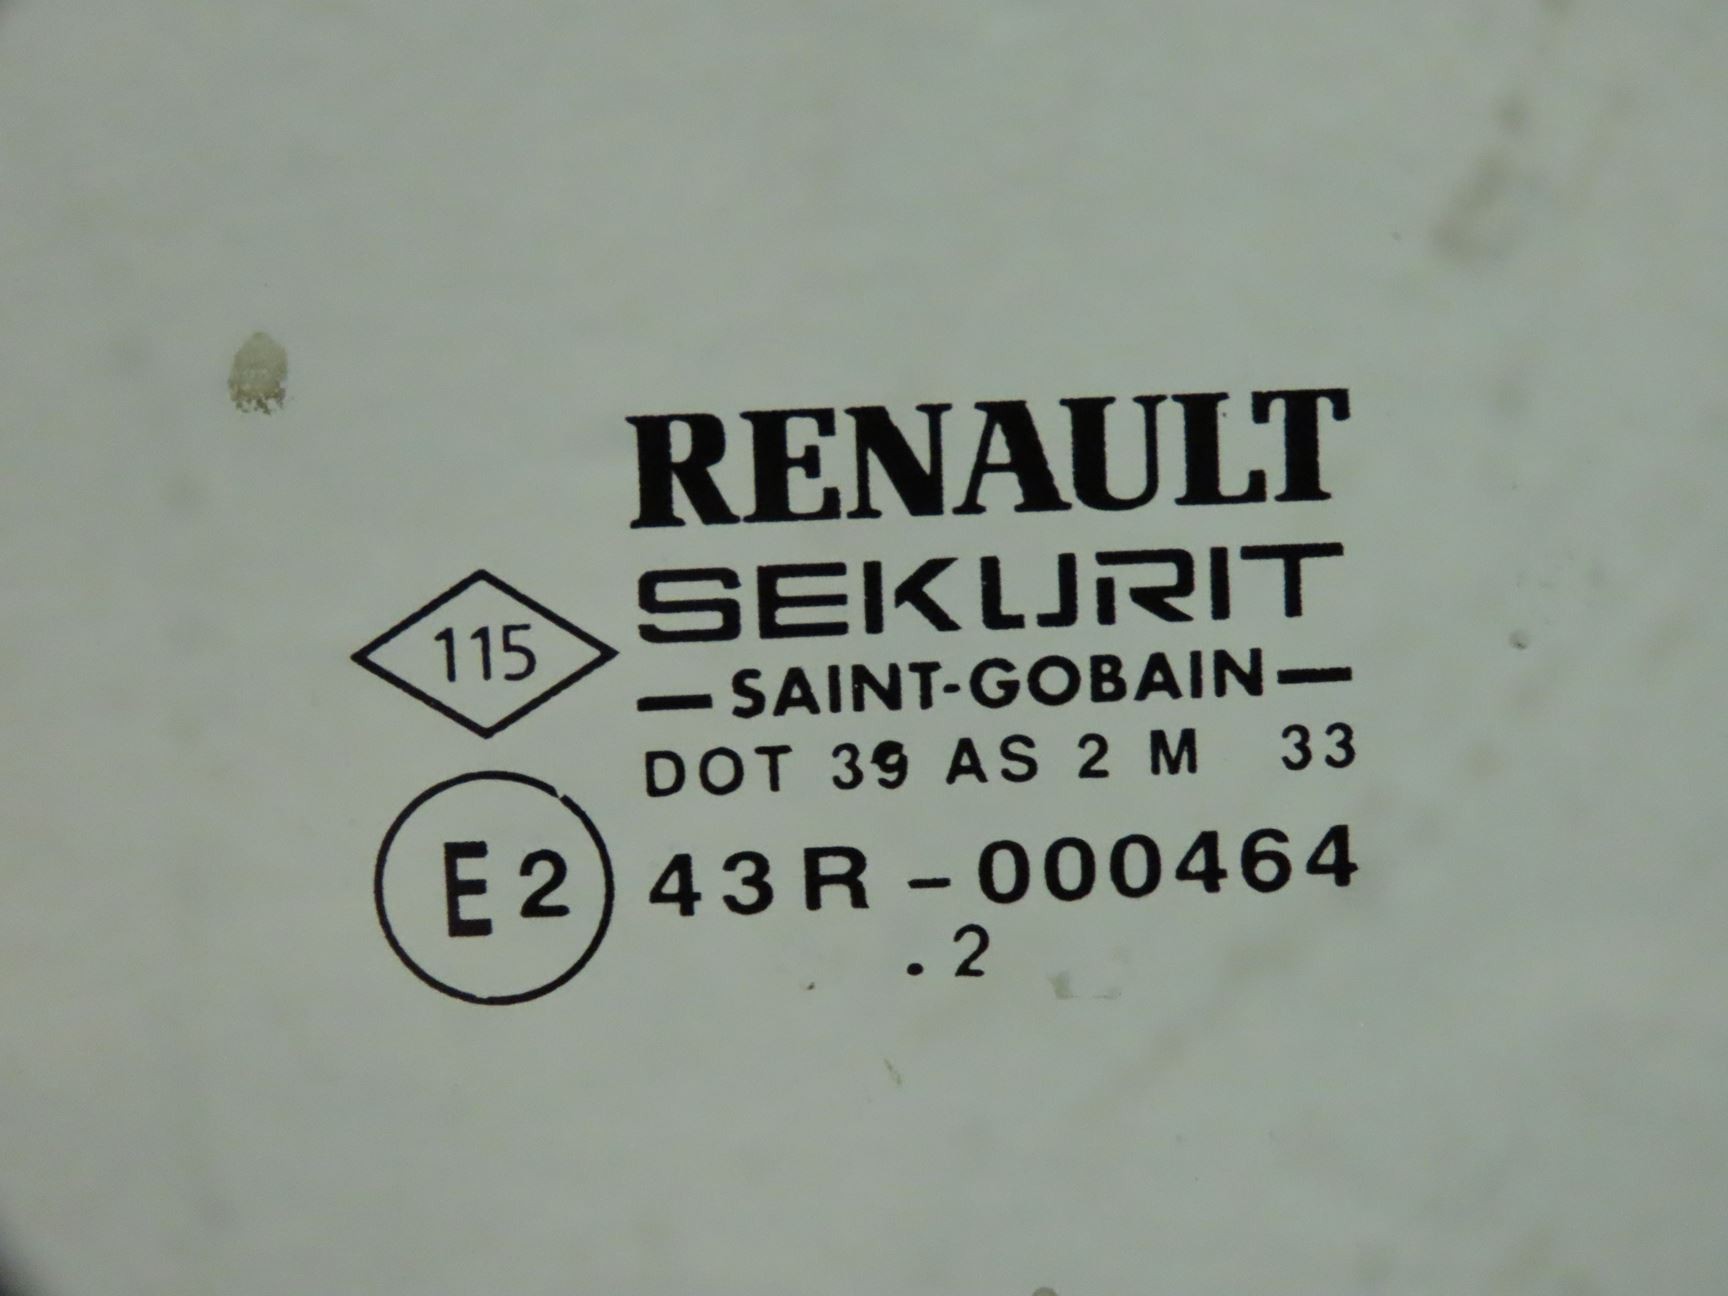 RENAULT
SEKURIT
115
—SAINT-GOBAIN—
DOT 39 AS 2 M 33
E2 43R-000464
.2